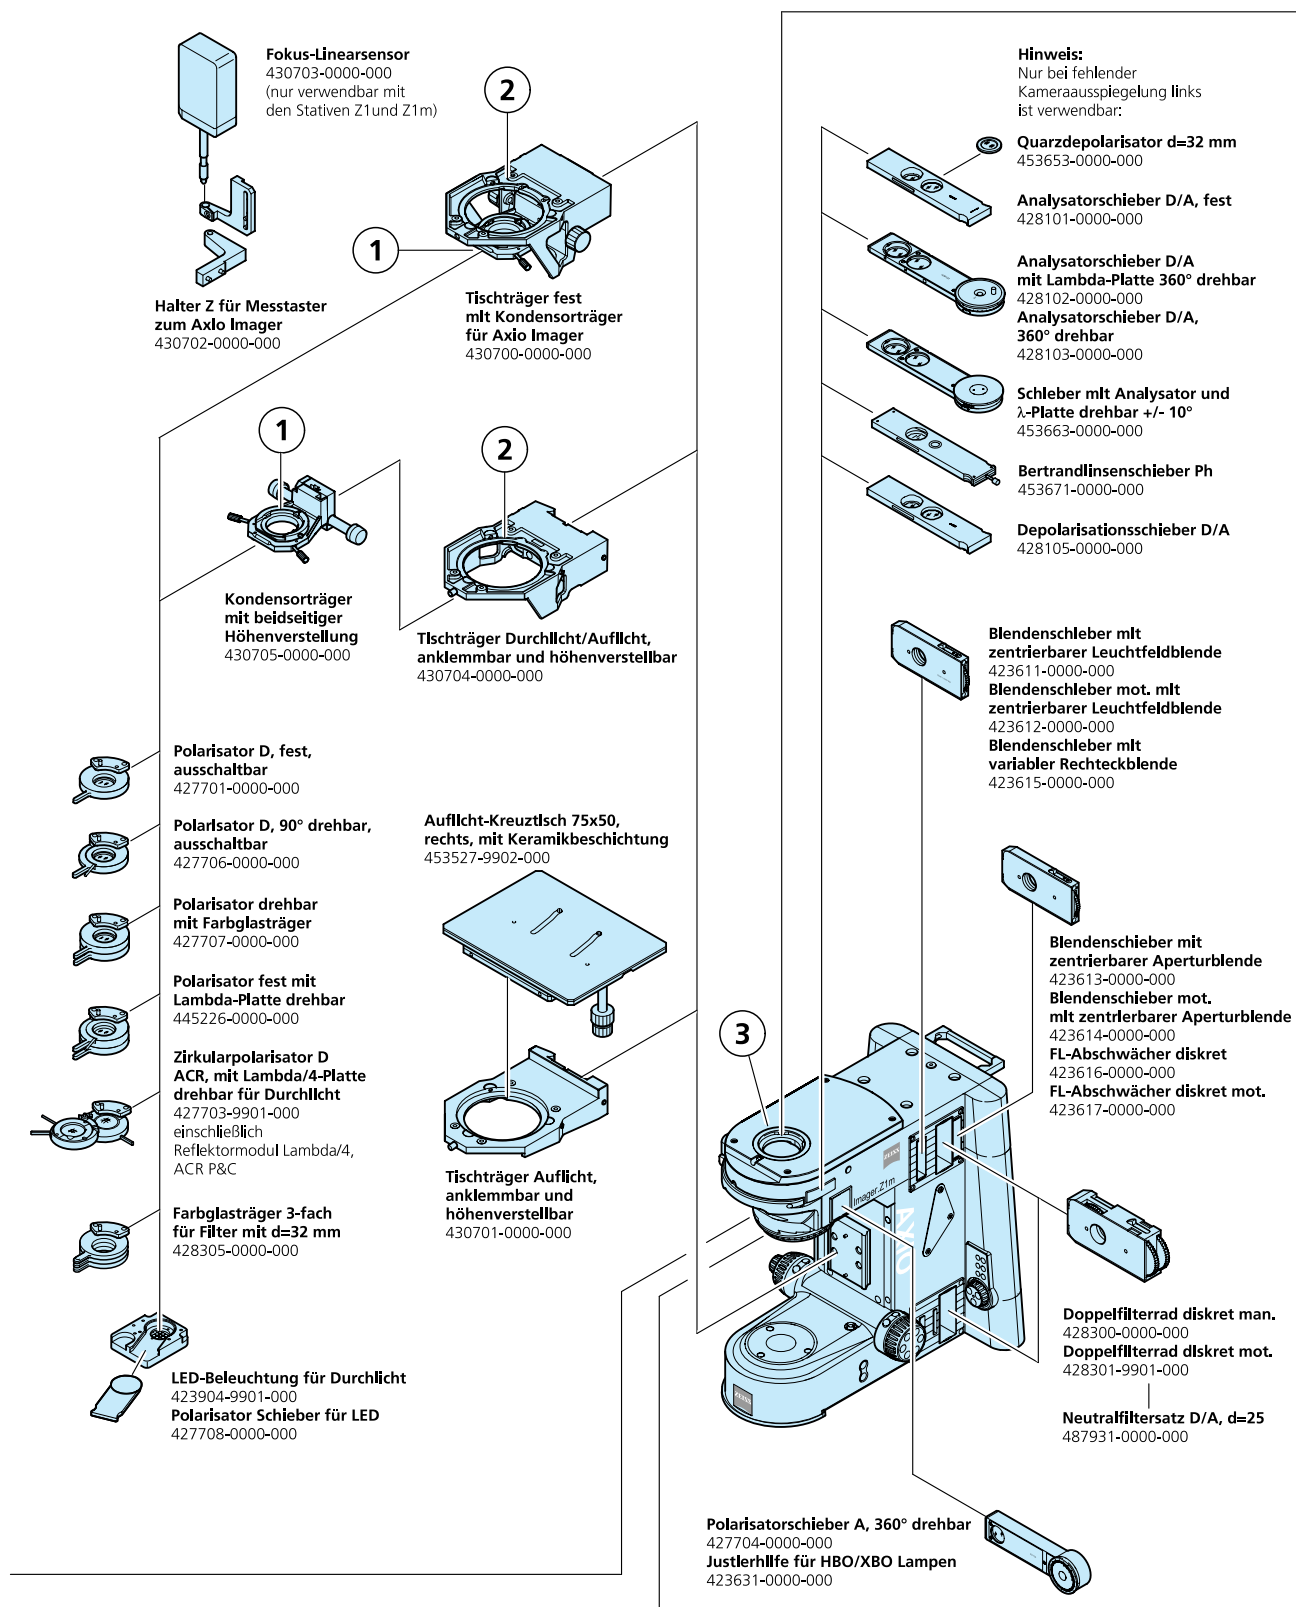 Fokus-Linearsensor
430703-0000-000
(nur verwendbar mit
den Stativen Z1und Z1m)
2
1
Halter Z für Messtaster
zum AxIo Imager
430702-0000-000
Tischträger fest
mIt Kondensorträger
für Axio Imager
430700-0000-000
Hinweis:
Nur bei fehlender
Kameraausspiegelung links
ist verwendbar:
Quarzdepolarisator d=32 mm
453653-0000-000
Analysatorschieber D/A, fest
428101-0000-000
Analysatorschieber D/A
mit Lambda-Platte 360° drehbar
428102-0000-000
Analysatorschieber D/A,
360° drehbar
428103-0000-000
SchIeber mIt Analysator und
λ-Platte drehbar +/- 10°
453663-0000-000
Bertrandlinsenschieber Ph
453671-0000-000
Depolarisationsschieber D/A
428105-0000-000
1
2
Kondensorträger
mit beidseitiger
Höhenverstellung
430705-0000-000
TIschträger DurchlIcht/AuflIcht,
anklemmbar und höhenverstellbar
430704-0000-000
BlendenschIeber mIt
zentrierbarer Leuchtfeldblende
423611-0000-000
BlendenschIeber mot. mIt
zentrierbarer Leuchtfeldblende
423612-0000-000
BlendenschIeber mIt
variabler Rechteckblende
423615-0000-000
PolarIsator D, fest,
ausschaltbar
427701-0000-000
PolarIsator D, 90° drehbar,
ausschaltbar
427706-0000-000
Polarisator drehbar
mit Farbglasträger
427707-0000-000
Polarisator fest mit
Lambda-Platte drehbar
445226-0000-000
Zirkularpolarisator D
ACR, mit Lambda/4-Platte
drehbar für DurchlIcht
427703-9901-000
einschließlich
Reflektormodul Lambda/4,
ACR P&C
Farbglasträger 3-fach
für Filter mit d=32 mm
428305-0000-000
LED-Beleuchtung für Durchlicht
423904-9901-000
Polarisator Schieber für LED
427708-0000-000
AuflIcht-KreuztIsch 75x50,
rechts, mit Keramikbeschichtung
453527-9902-000
Tischträger Auflicht,
anklemmbar und
höhenverstellbar
430701-0000-000
Blendenschieber mit
zentrierbarer Aperturblende
423613-0000-000
Blendenschieber mot.
mIt zentrIerbarer Aperturblende
423614-0000-000
FL-Abschwächer diskret
423616-0000-000
FL-Abschwächer diskret mot.
423617-0000-000
3
ZEISS
Imager.Z1m
AXIO
ZEISS
Doppelfilterrad diskret man.
428300-0000-000
Doppelfilterrad diskret mot.
428301-9901-000
Neutralfiltersatz D/A, d=25
487931-0000-000
Polarisatorschieber A, 360° drehbar
427704-0000-000
JustIerhIlfe für HBO/XBO Lampen
423631-0000-000